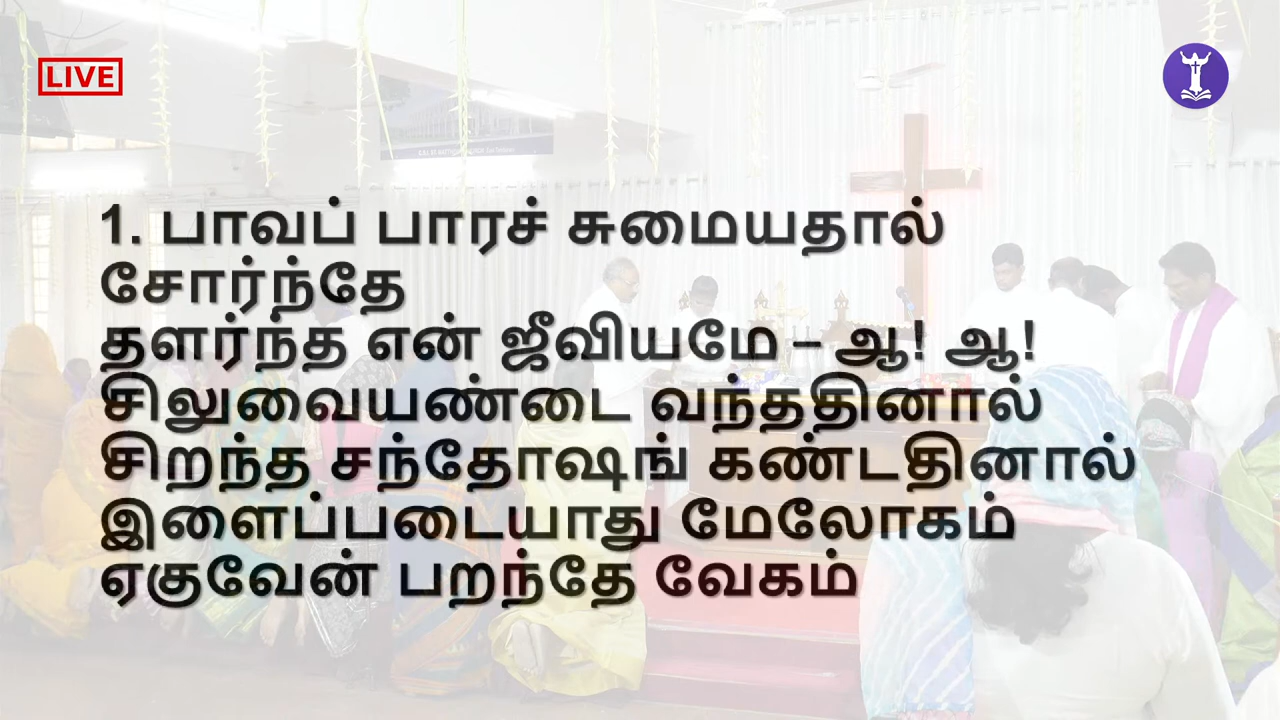 LIVE
1. பாவப் பாரச் சுமையதால்
சோர்ந்தே
தளர்ந்த என் ஜீவியமே – ஆ! ஆ!
சிலுவையண்டை வந்ததினால்
சிறந்த சந்தோஷங் கண்டதினால்
இளைப்படையாது மேலோகம்
ஏகுவேன் பறந்தே வேகம்